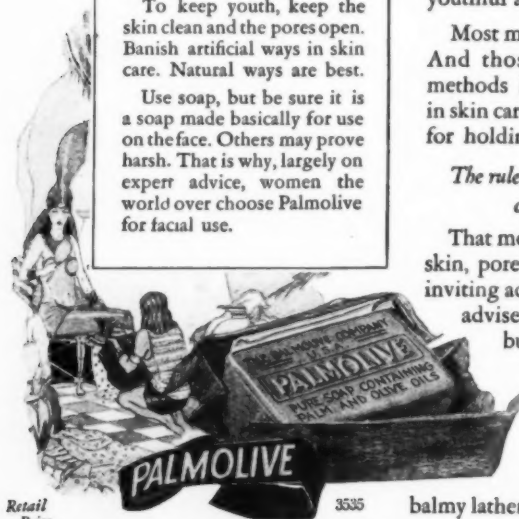 To keep youth, keep the
skin clean and the pores open.
Banish artificial ways in skin
care. Natural ways are best.
Use soap, but be sure it is
a soap made basically for use
on the face. Others may prove
harsh. That is why, largely on
expert advice, women the
world over choose Palmolive
for facial use.
Most m
And thos
methods
in skin car
for holdin
The rule
That mo
skin, pore
inviting ac
advise
bu
THE PALMOLIVE COMPANY
U.S.A.
PALMOLIVE
PURE SOAP CONTAINING
PALM AND OLIVE OILS
PALMOLIVE
Retail
3535
balmy lather